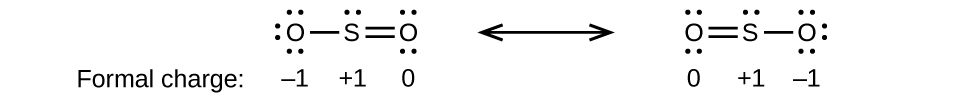 O S O O S O
Formal charge: –1 +1 0 0 +1 –1